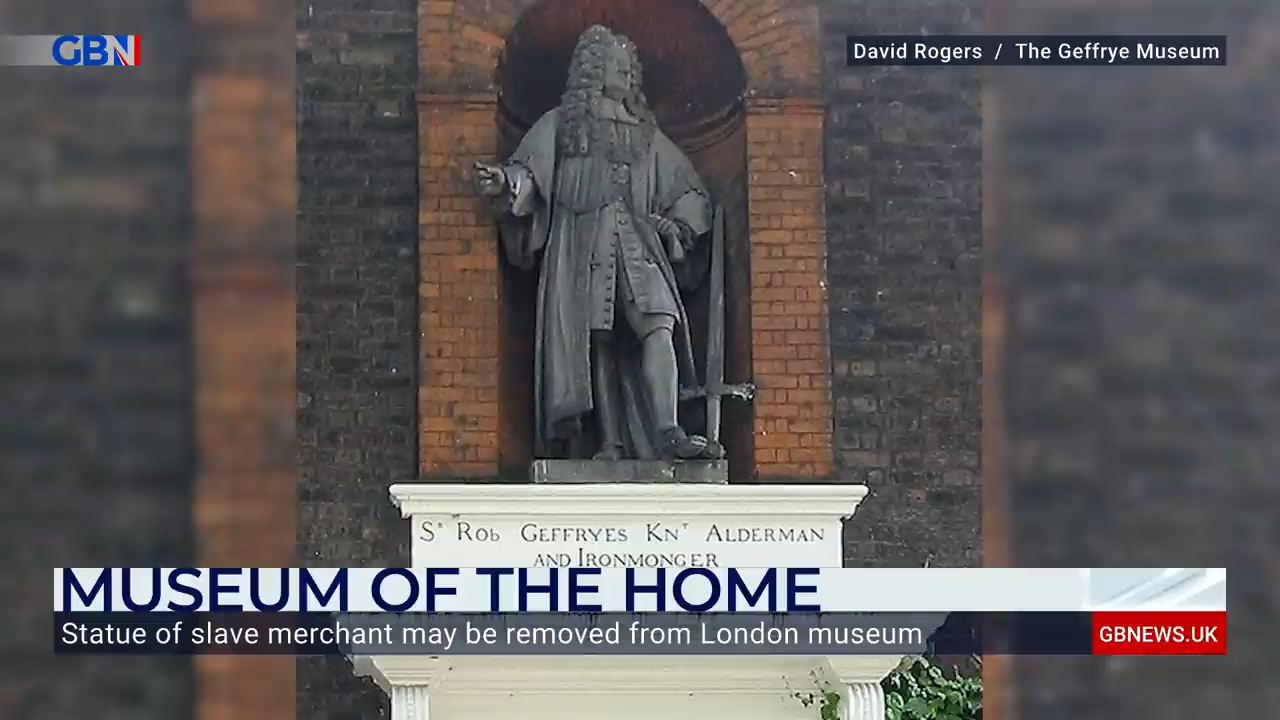 GBN
David Rogers / The Geffrye Museum
Sʳ Rob Geffryes Knᵗ Alderman
and Ironmonger
MUSEUM OF THE HOME
Statue of slave merchant may be removed from London museum
GBNEWS.UK